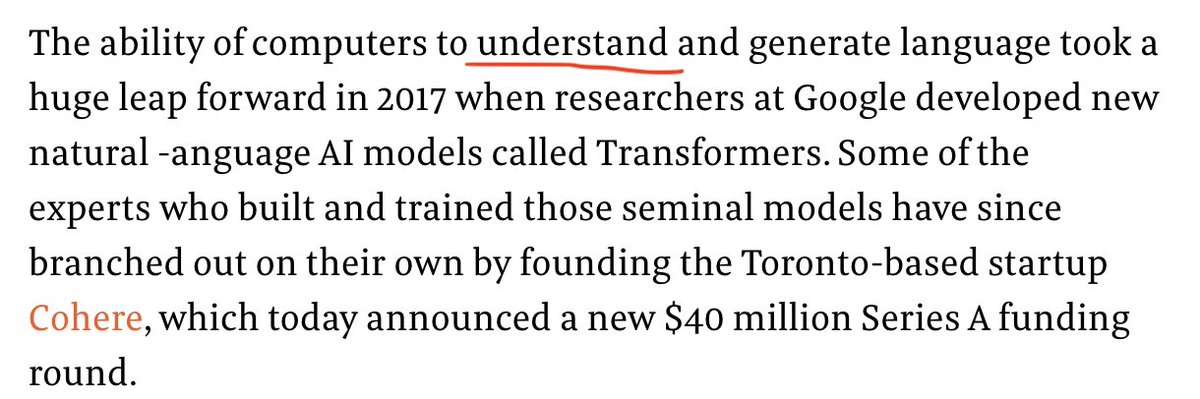 The ability of computers to understand and generate language took a
huge leap forward in 2017 when researchers at Google developed new
natural -anguage AI models called Transformers. Some of the
experts who built and trained those seminal models have since
branched out on their own by founding the Toronto-based startup
Cohere, which today announced a new $40 million Series A funding
round.